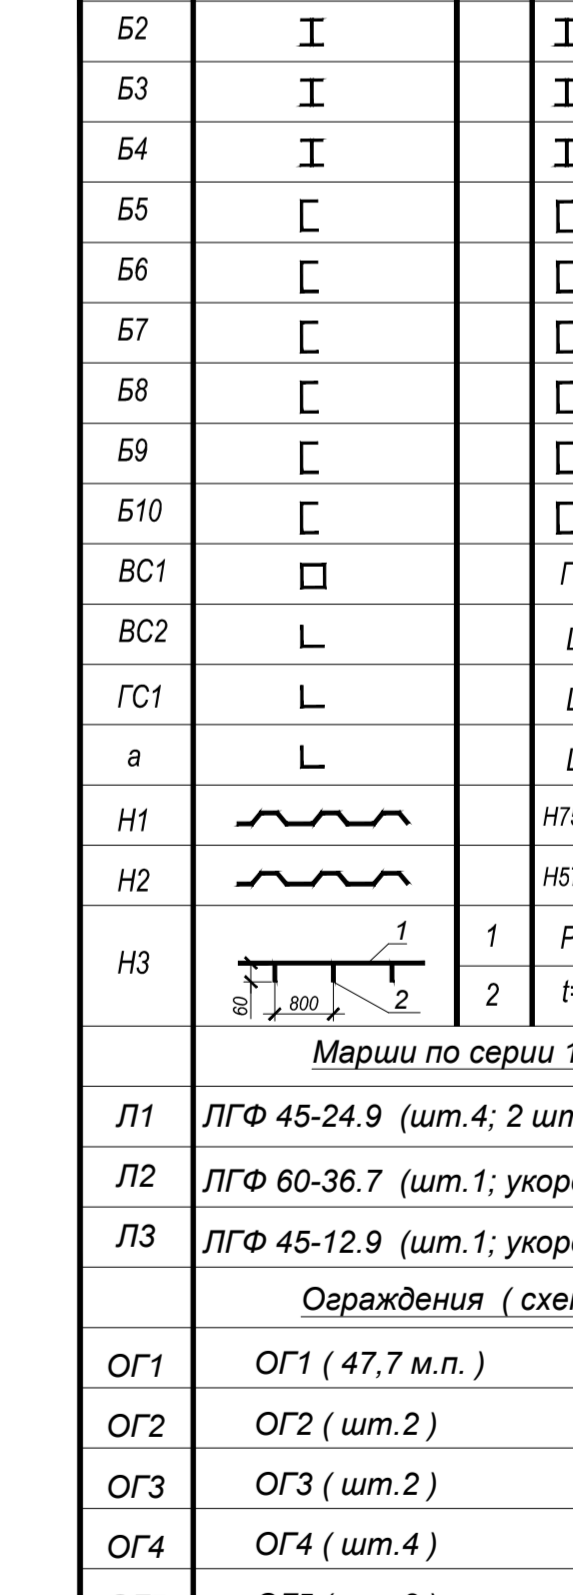 Б2
Б3
Б4
Б5
Б6
Б7
Б8
Б9
Б10
ВС1
ВС2
ГС1
а
Н1
Н2
Н3 1 1
60 800 2 2
Марши по серии
Л1 ЛГФ 45-24.9 (шт.4; 2
Л2 ЛГФ 60-36.7 (шт.1;
Л3 ЛГФ 45-12.9 (шт.1;
Ограждения (
ОГ1 ОГ1 ( 47,7 м.п. )
ОГ2 ОГ2 ( шт.2 )
ОГ3 ОГ3 ( шт.2 )
ОГ4 ОГ4 ( шт.4 )